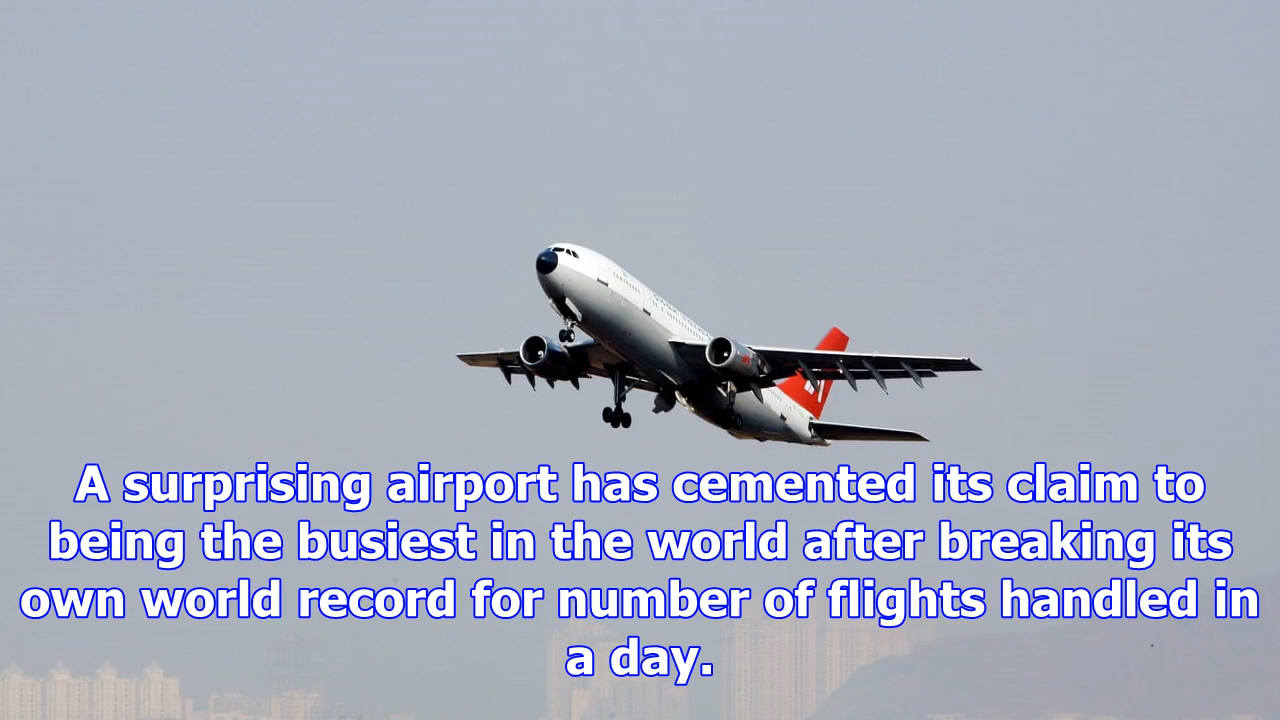 A surprising airport has cemented its claim to
being the busiest in the world after breaking its
own world record for number of flights handled in
a day.